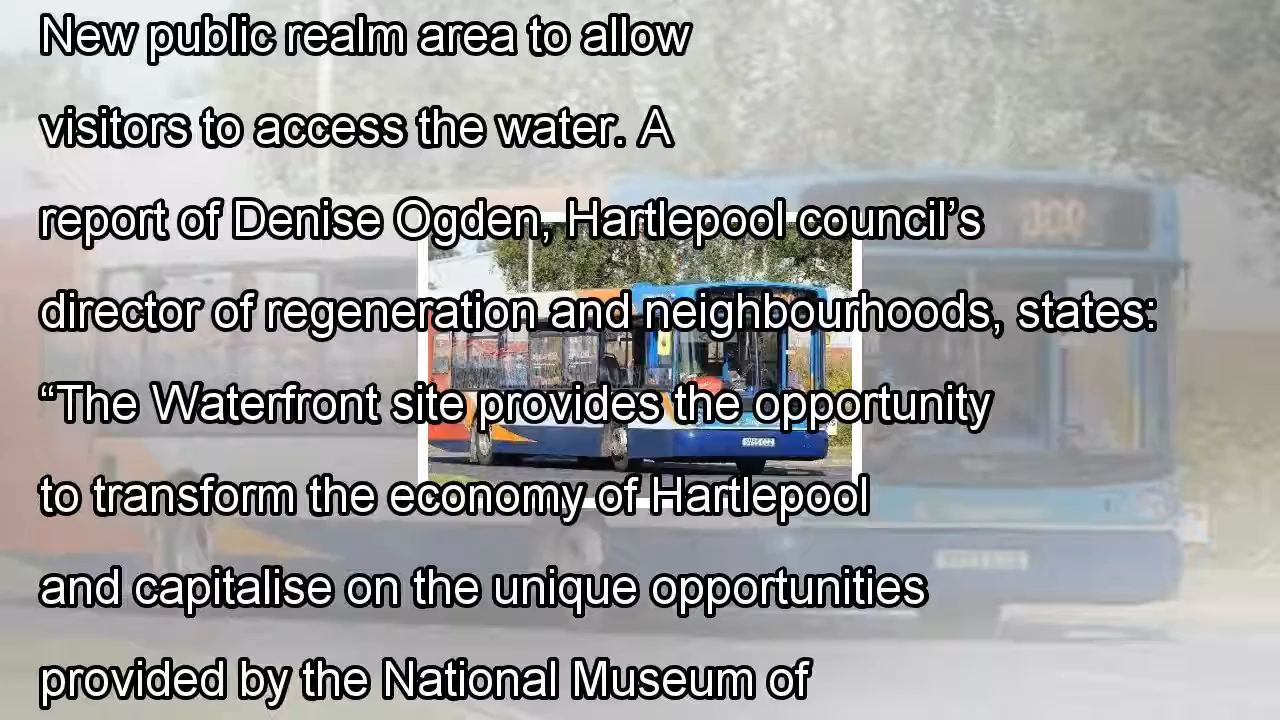 New public realm area to allow
visitors to access the water. A
report of Denise Ogden, Hartlepool council’s
director of regeneration and neighbourhoods, states:
“The Waterfront site provides the opportunity
to transform the economy of Hartlepool
and capitalise on the unique opportunities
provided by the National Museum of